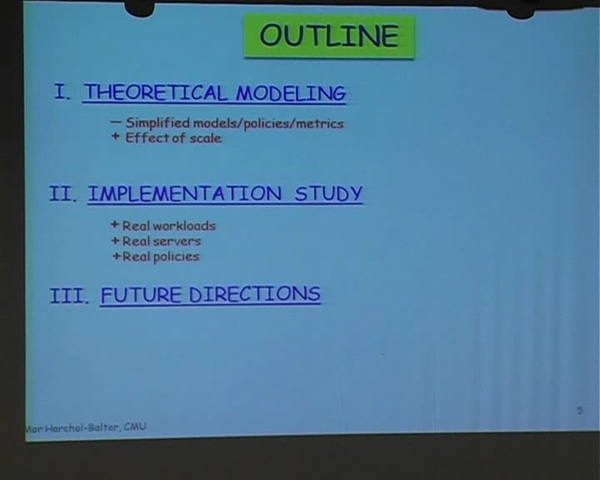 OUTLINE
I. THEORETICAL MODELING
— Simplified models/policies/metrics
+ Effect of scale
II. IMPLEMENTATION STUDY
+ Real workloads
+ Real servers
+ Real policies
III. FUTURE DIRECTIONS
5
Mor Harchol-Balter, CMU